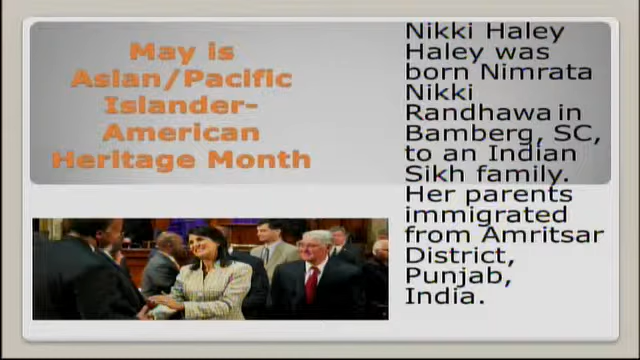 May is
Asian/Pacific
Islander-
American
Heritage Month
Nikki Haley
Haley was
born Nimrata
Nikki
Randhawa in
Bamberg, SC,
to an Indian
Sikh family.
Her parents
immigrated
from Amritsar
District,
Punjab,
India.